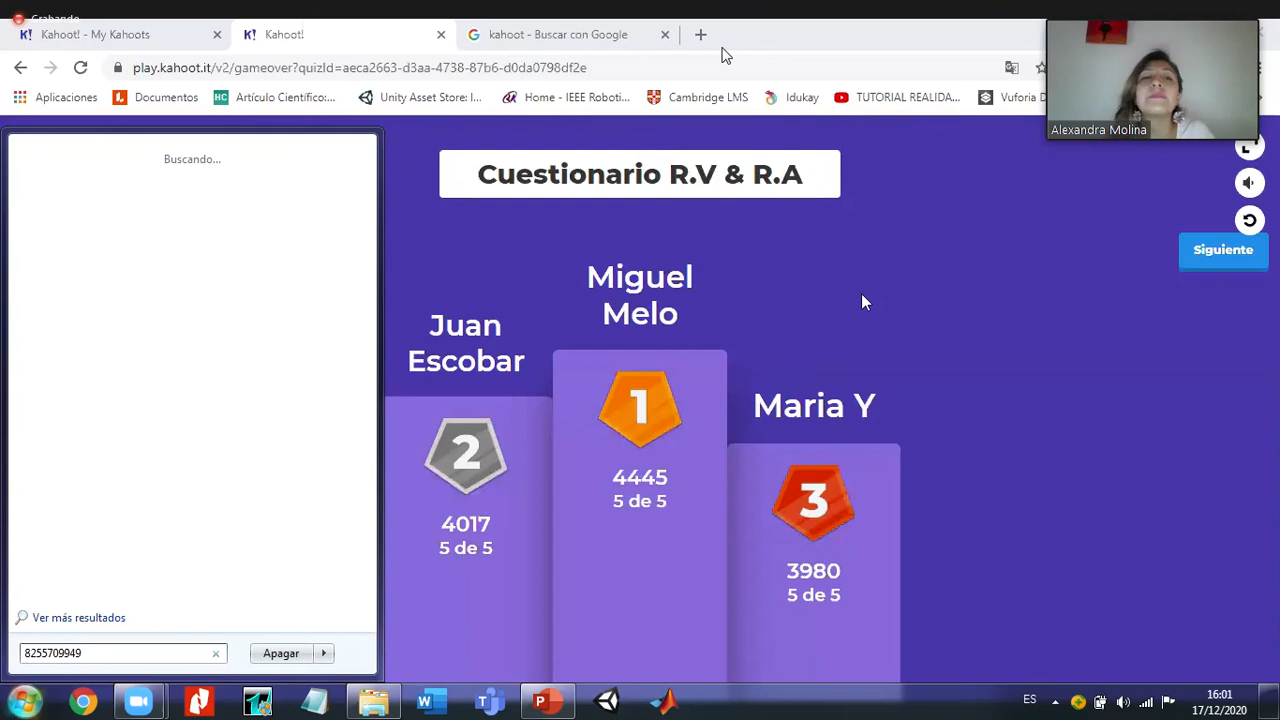 Grabando
Kahoot! - My Kahoots
Kahoot!
kahoot - Buscar con Google
play.kahoot.it/v2/gameover?quizId=aeca2663-d3aa-4738-87b6-d0da0798df2e
Aplicaciones
Documentos
Artículo Científico:...
Unity Asset Store: I...
Home - IEEE Roboti...
Cambridge LMS
Idukay
TUTORIAL REALIDA...
Vuforia D
Alexandra Molina
Buscando...
Cuestionario R.V & R.A
Siguiente
Miguel
Melo
Juan
Escobar
Maria Y
1
4445
5 de 5
2
4017
5 de 5
3
3980
5 de 5
Ver más resultados
8255709949
Apagar
ES
16:01
17/12/2020